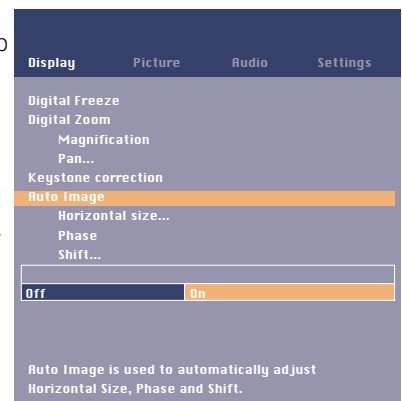 Display Picture Audio Settings
Digital Freeze
Digital Zoom
Magnification
Pan...
Keystone correction
Auto Image
Horizontal size...
Phase
Shift...
Off On
Auto Image is used to automatically adjust
Horizontal Size, Phase and Shift.